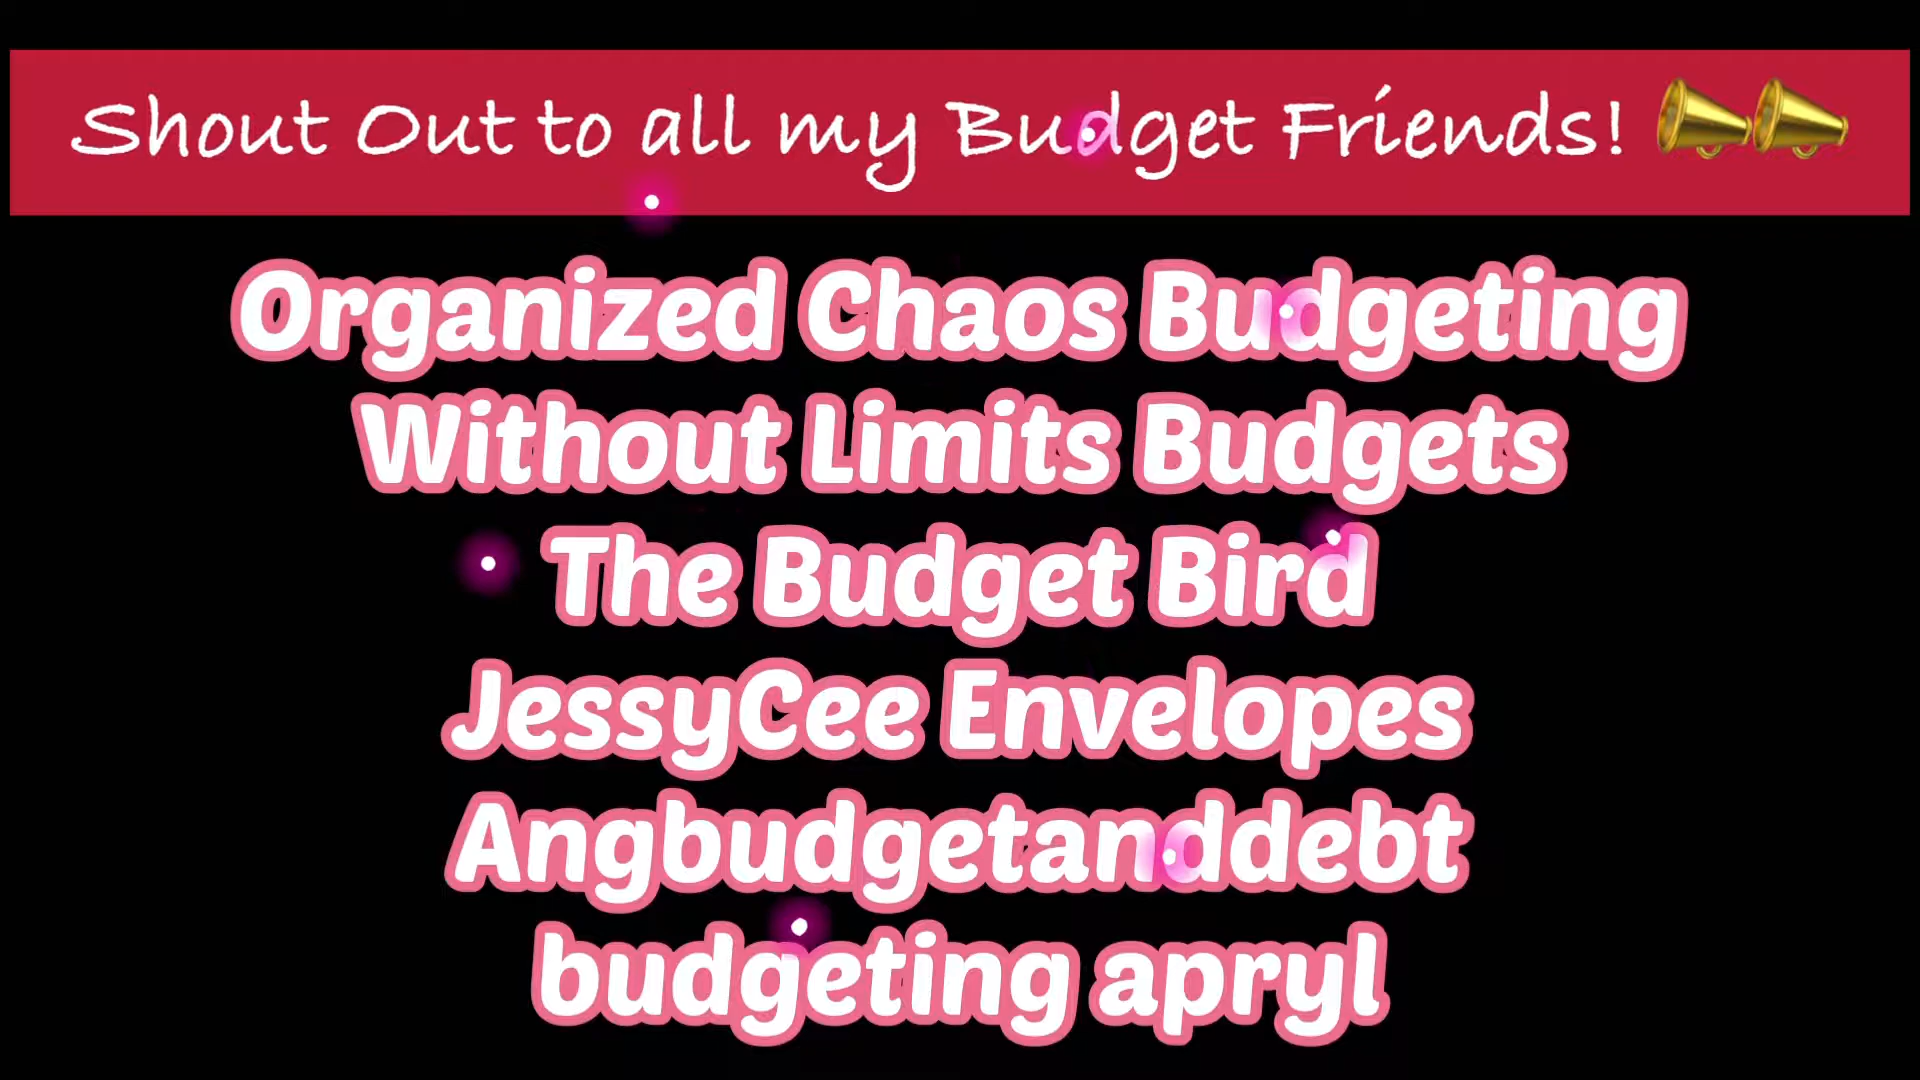 Shout Out to all my Budget Friends!
Organized Chaos Budgeting
Without Limits Budgets
The Budget Bird
JessyCee Envelopes
Angbudgetanddebt
budgeting apryl